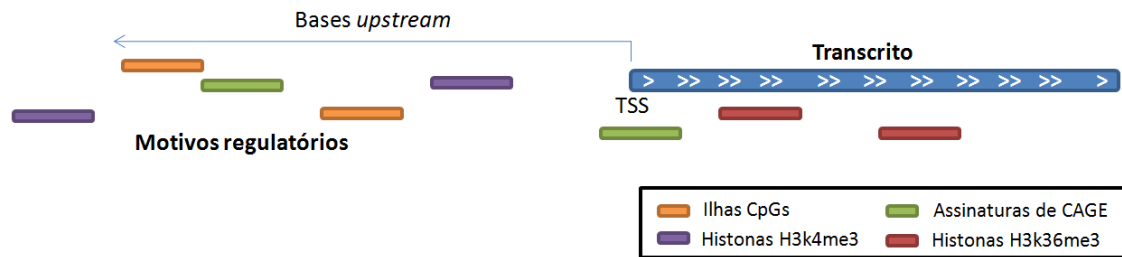 Bases upstream
Transcrito
> >> >> >> >> >> >> >> >> >> >
TSS
Motivos regulatórios
Ilhas CpGs
Assinaturas de CAGE
Histonas H3k4me3
Histonas H3k36me3